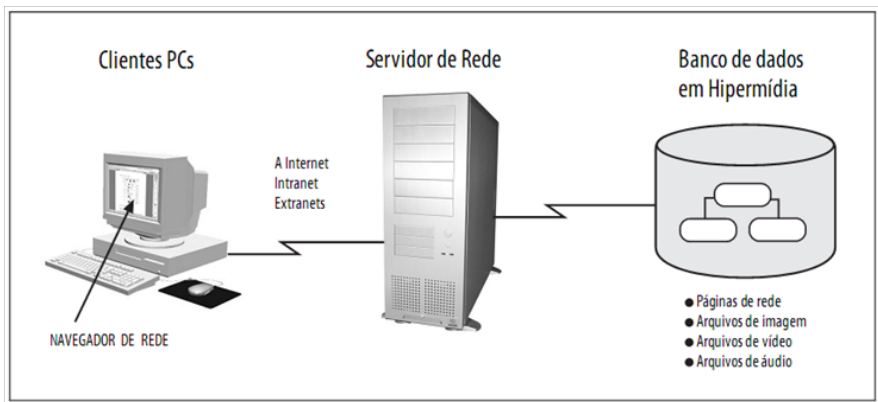 Clientes PCs
Servidor de Rede
Banco de dados
em Hipermídia
A Internet
Intranet
Extranets
NAVEGADOR DE REDE
● Páginas de rede
● Arquivos de imagem
● Arquivos de vídeo
● Arquivos de áudio